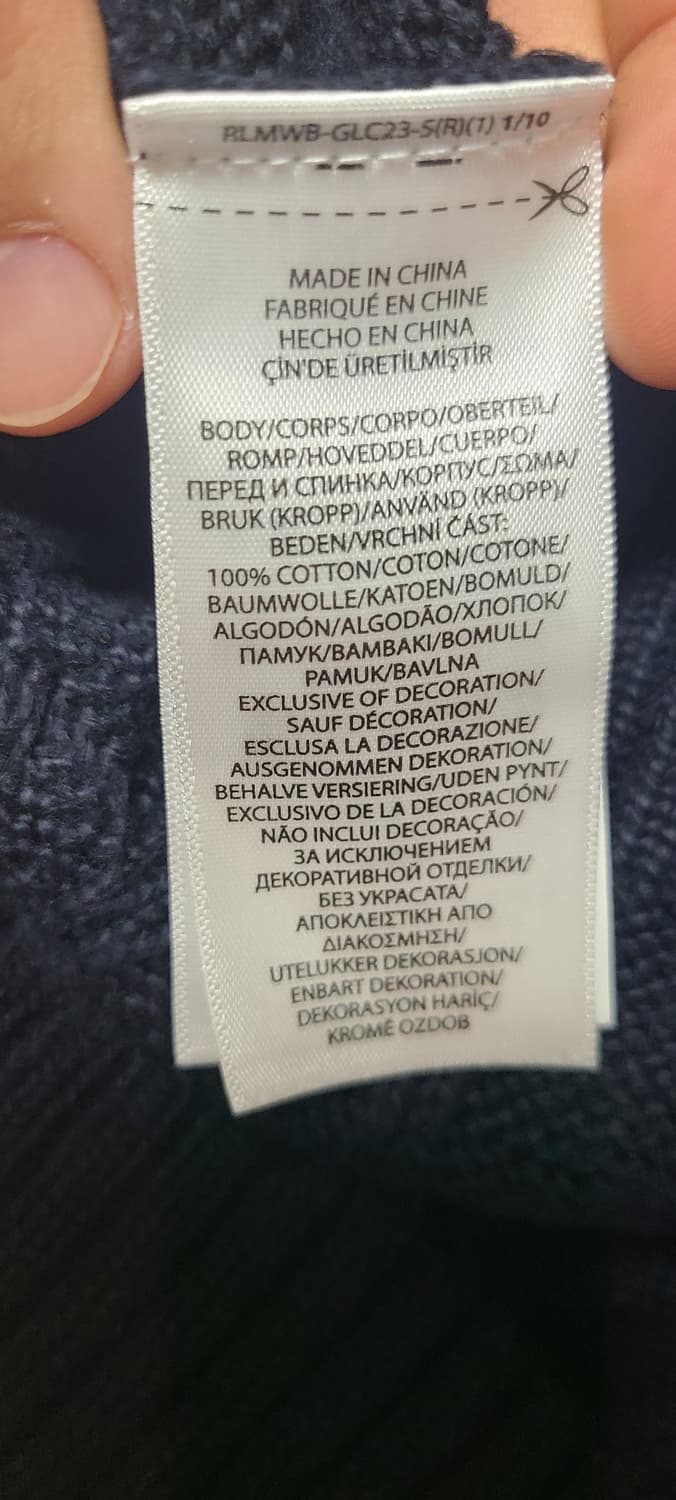 RLMWB-GLC23-S(R)(1) 1/10
MADE IN CHINA
FABRIQUÉ EN CHINE
HECHO EN CHINA
ÇİN'DE ÜRETİLMİŞTİR
BODY/CORPS/CORPO/OBERTEIL/
ROMP/HOVEDDEL/CUERPO/
ПЕРЕД И СПИНКА/КОРПУС/ΣΩΜΑ/
BRUK (KROPP)/ANVÄND (KROPP)/
BEDEN/VRCHNÍ ČÁST:
100% COTTON/COTON/COTONE/
BAUMWOLLE/KATOEN/BOMULD/
ALGODÓN/ALGODÃO/ХЛОПОК/
ПАМУК/ΒΑΜΒΑΚΙ/BOMULL/
PAMUK/BAVLNA
EXCLUSIVE OF DECORATION/
SAUF DÉCORATION/
ESCLUSA LA DECORAZIONE/
AUSGENOMMEN DEKORATION/
BEHALVE VERSIERING/UDEN PYNT/
EXCLUSIVO DE LA DECORACIÓN/
NÃO INCLUI DECORAÇÃO/
ЗА ИСКЛЮЧЕНИЕМ
ДЕКОРАТИВНОЙ ОТДЕЛКИ/
БЕЗ УКРАСАТА/
ΑΠΟΚΛΕΙΣΤΙΚΗ ΑΠΟ
ΔΙΑΚΟΣΜΗΣΗ/
UTELUKKER DEKORASJON/
ENBART DEKORATION/
DEKORASYON HARİÇ/
KROMĚ OZDOB